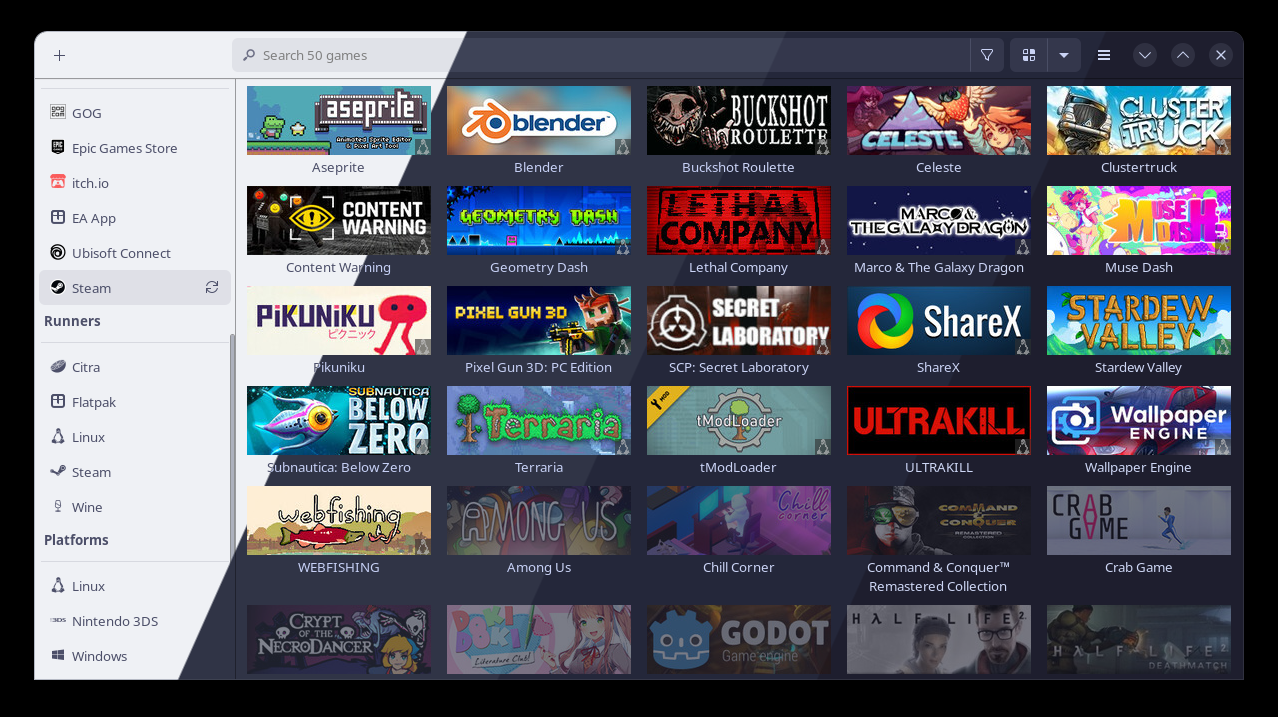 Search 50 games
GOG
Epic Games Store
itch.io
EA App
Ubisoft Connect
Steam
Runners
Citra
Flatpak
Linux
Steam
Wine
Platforms
Linux
Nintendo 3DS
Windows
aseprite
Animated Sprite Editor
& Pixel Art Tool
blender
BUCKSHOT
ROULETTE
CELESTE
CLUSTER
TRUCK
Aseprite
Blender
Buckshot Roulette
Celeste
Clustertruck
CONTENT
WARNING
GEOMETRY DASH
LETHAL
COMPANY
MARCO &
THE GALAXY DRAGON
MUSE
DASH
Content Warning
Geometry Dash
Lethal Company
Marco & The Galaxy Dragon
Muse Dash
PiKUNiKU
ピクニック
PIXEL GUN 3D
SECRET
LABORATORY
ShareX
STARDEW
VALLEY
Pikuniku
Pixel Gun 3D: PC Edition
SCP: Secret Laboratory
ShareX
Stardew Valley
SUBNAUTICA
BELOW
ZERO
Terraria
MOD
tModLoader
ULTRAKILL
Wallpaper
ENGINE
Subnautica: Below Zero
Terraria
tModLoader
ULTRAKILL
Wallpaper Engine
webfishing
AMONG US
Chill
corner
COMMAND
& CONQUER
REMASTERED
COLLECTION
CRAB
GAME
WEBFISHING
Among Us
Chill Corner
Command & Conquer™
Remastered Collection
Crab Game
CRYPT
OF THE
NECRODANCER
DOKI DOKI
Literature Club!
GODOT
Game engine
HALF-LIFE 2
HALF-LIFE 2
DEATHMATCH